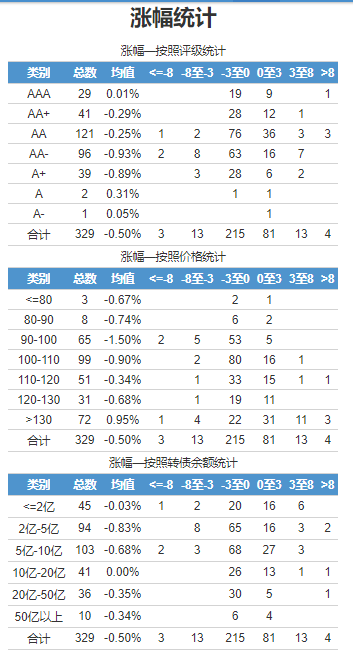 涨幅统计
涨幅—按照评级统计
类别 总数 均值 <=-8 -8至-3 -3至0 0至3 3至8 >8
AAA 29 0.01% 19 9 1
AA+ 41 -0.29% 28 12 1
AA 121 -0.25% 1 2 76 36 3 3
AA- 96 -0.93% 2 8 63 16 7
A+ 39 -0.89% 3 28 6 2
A 2 0.31% 1 1
A- 1 0.05% 1
合计 329 -0.50% 3 13 215 81 13 4
涨幅—按照价格统计
类别 总数 均值 <=-8 -8至-3 -3至0 0至3 3至8 >8
<=80 3 -0.67% 2 1
80-90 8 -0.74% 6 2
90-100 65 -1.50% 2 5 53 5
100-110 99 -0.90% 2 80 16 1
110-120 51 -0.34% 1 33 15 1 1
120-130 31 -0.68% 1 19 11
>130 72 0.95% 1 4 22 31 11 3
合计 329 -0.50% 3 13 215 81 13 4
涨幅—按照转债余额统计
类别 总数 均值 <=-8 -8至-3 -3至0 0至3 3至8 >8
<=2亿 45 -0.03% 1 2 20 16 6
2亿-5亿 94 -0.83% 8 65 16 3 2
5亿-10亿 103 -0.68% 2 3 68 27 3
10亿-20亿 41 0.00% 26 13 1 1
20亿-50亿 36 -0.35% 30 5 1
50亿以上 10 -0.34% 6 4
合计 329 -0.50% 3 13 215 81 13 4